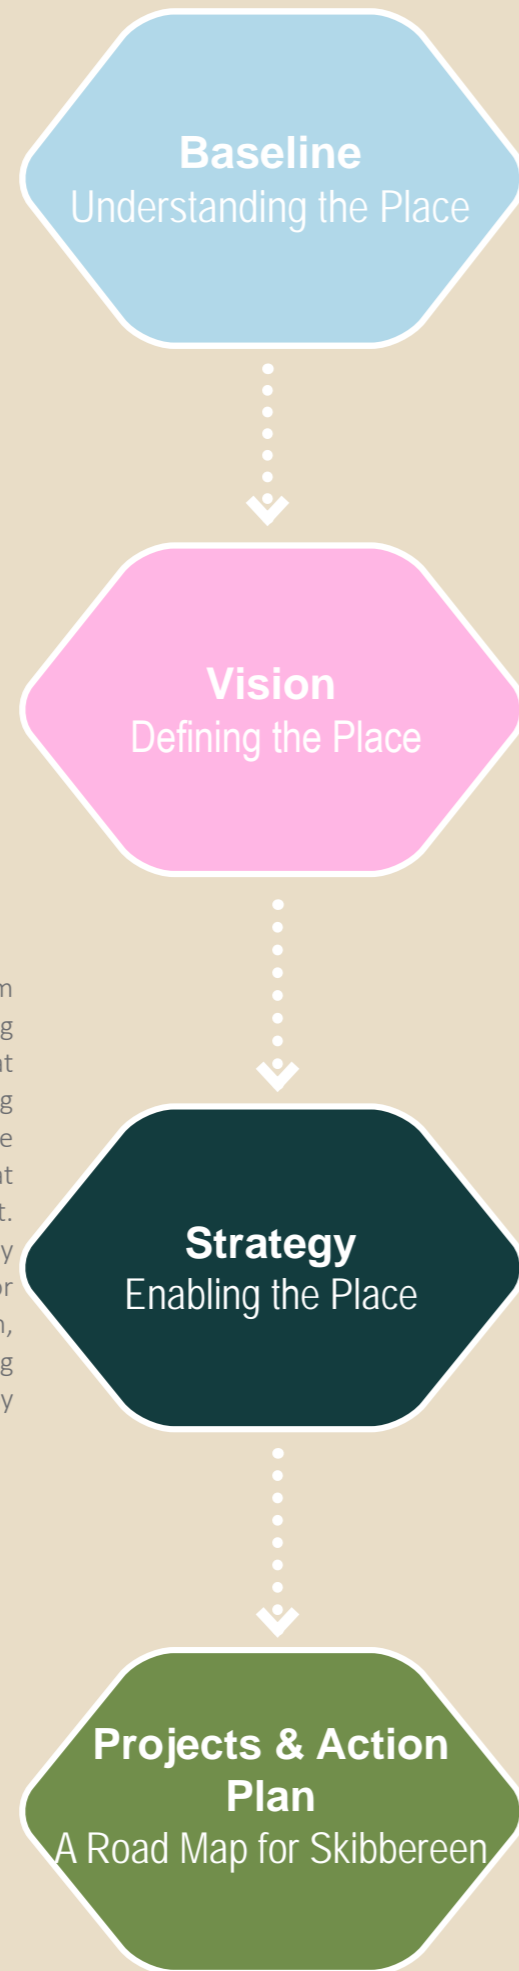 Baseline
Understanding the Place
Vision
Defining the Place
Strategy
Enabling the Place
Projects & Action
Plan
A Road Map for Skibbereen